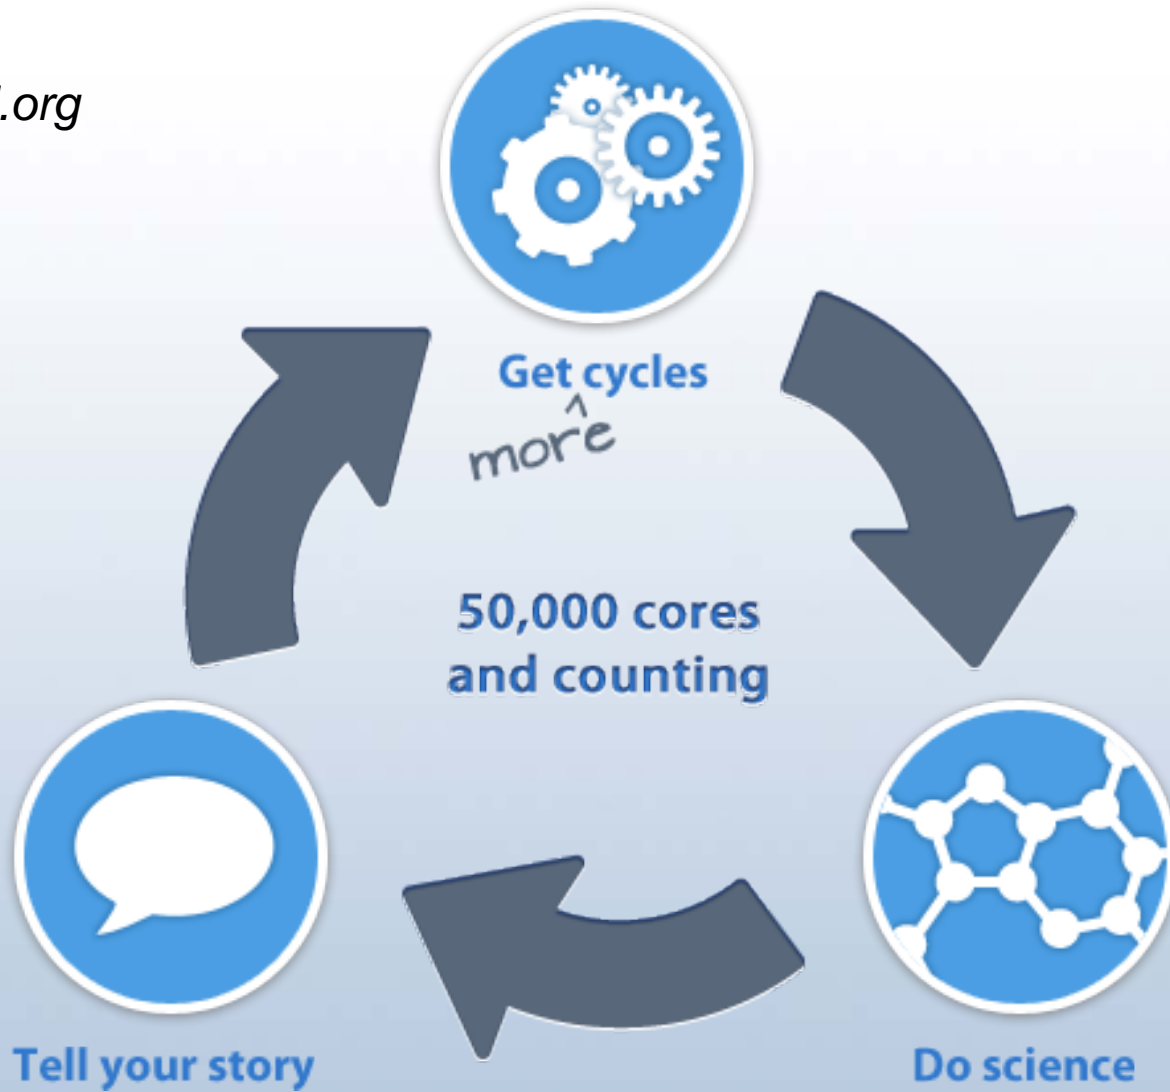 .org
Get cycles
^
more
50,000 cores
and counting
Tell your story
Do science